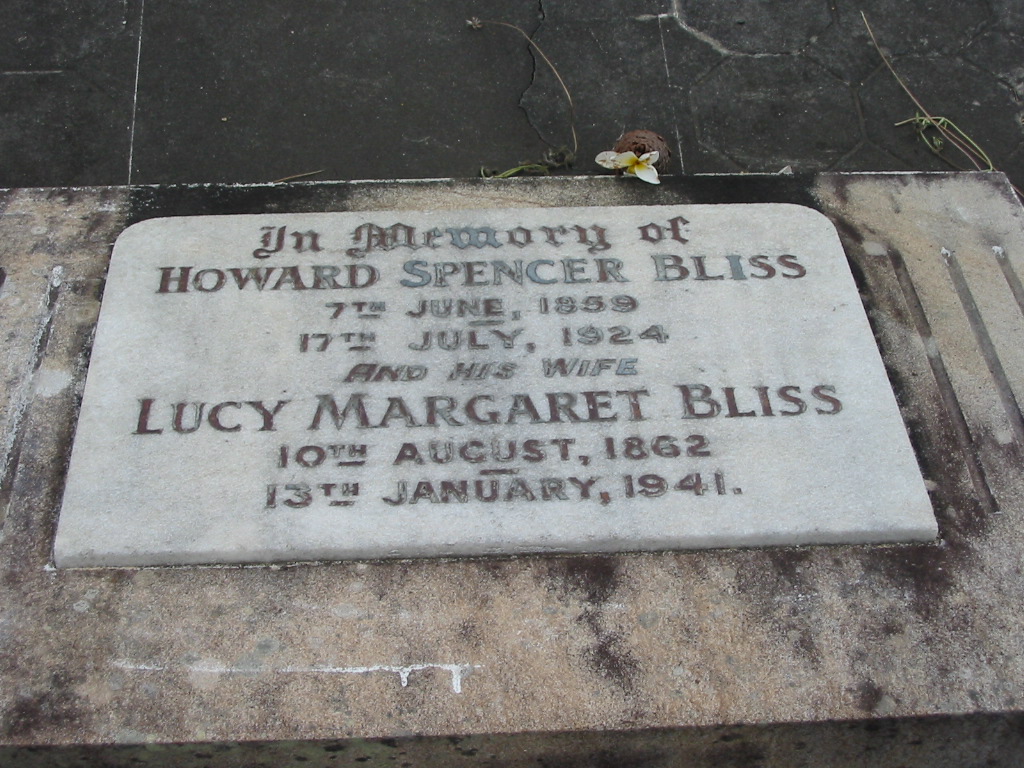 In Memory of
HOWARD SPENCER BLISS
7TH JUNE, 1859
17TH JULY, 1924
AND HIS WIFE
LUCY MARGARET BLISS
10TH AUGUST, 1862
13TH JANUARY, 1941.